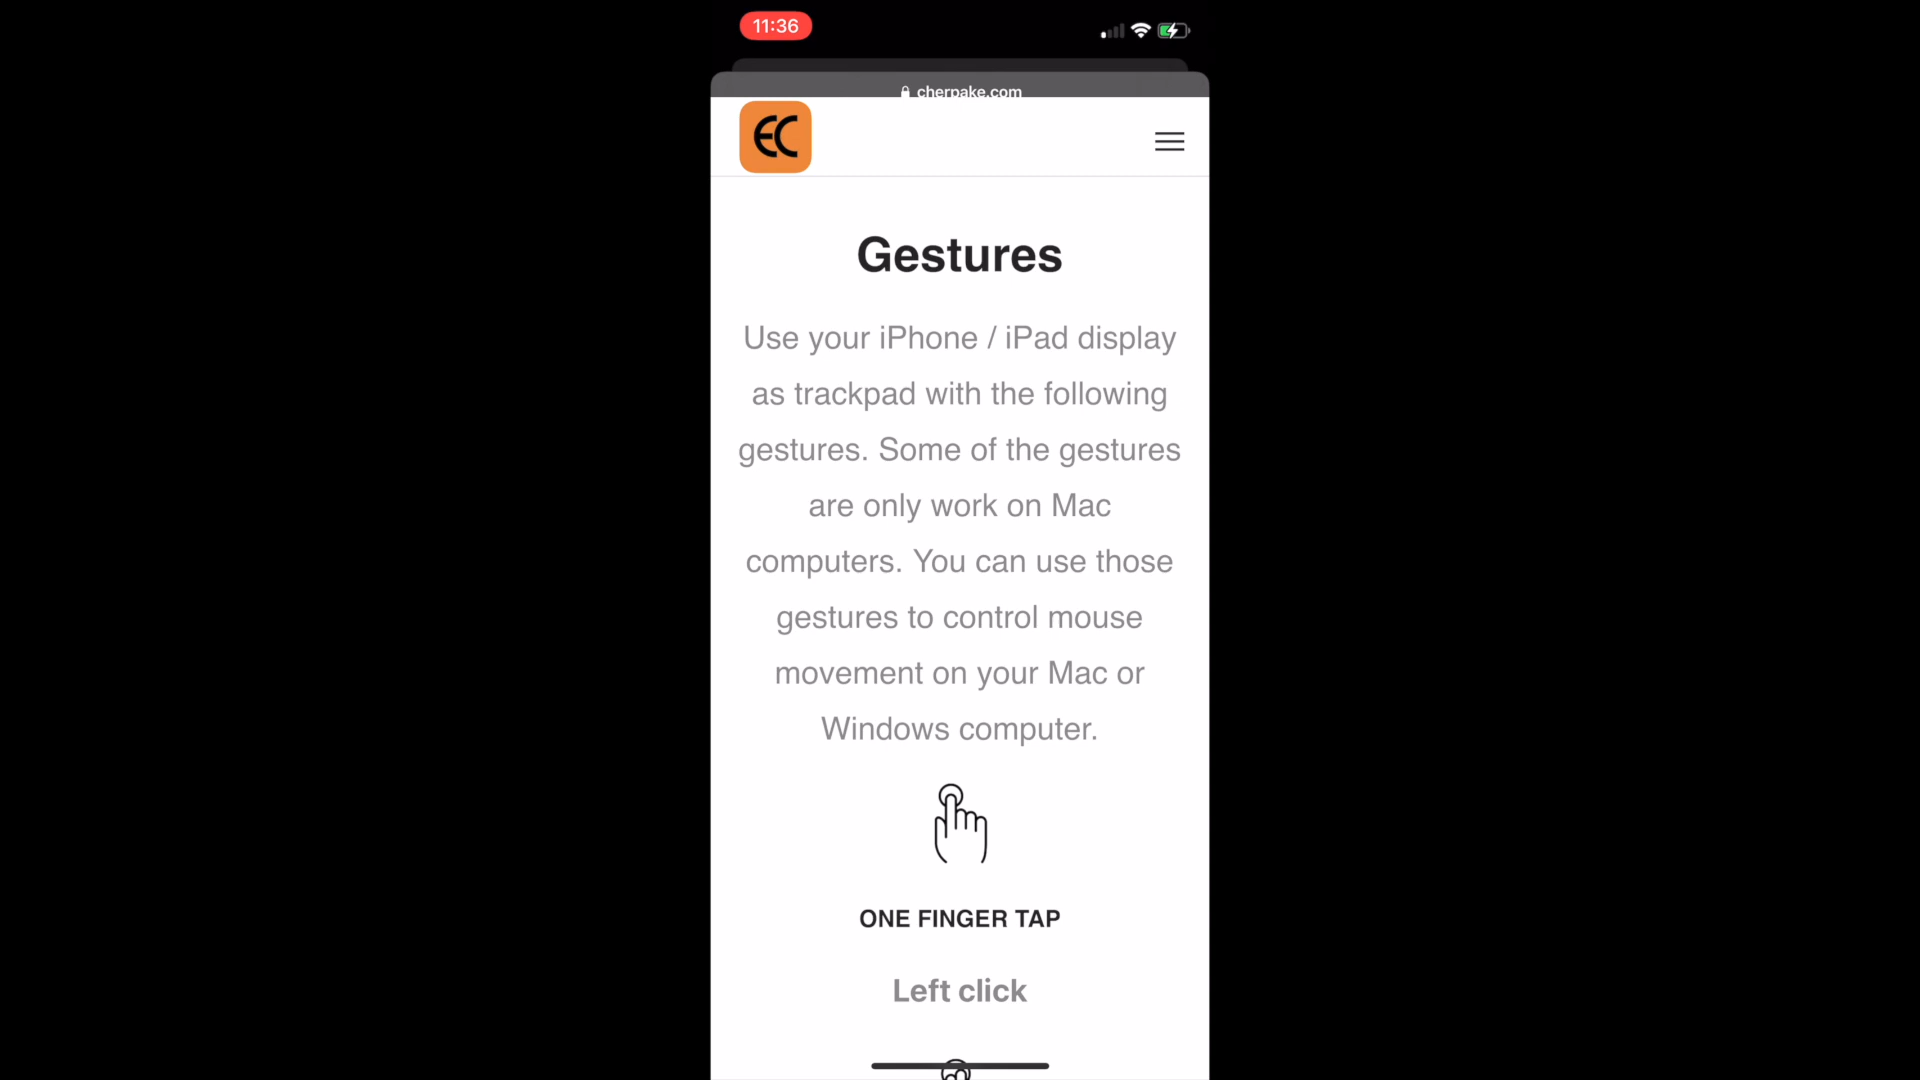 11:36
cherpake.com
EC
Gestures
Use your iPhone / iPad display
as trackpad with the following
gestures. Some of the gestures
are only work on Mac
computers. You can use those
gestures to control mouse
movement on your Mac or
Windows computer.
ONE FINGER TAP
Left click